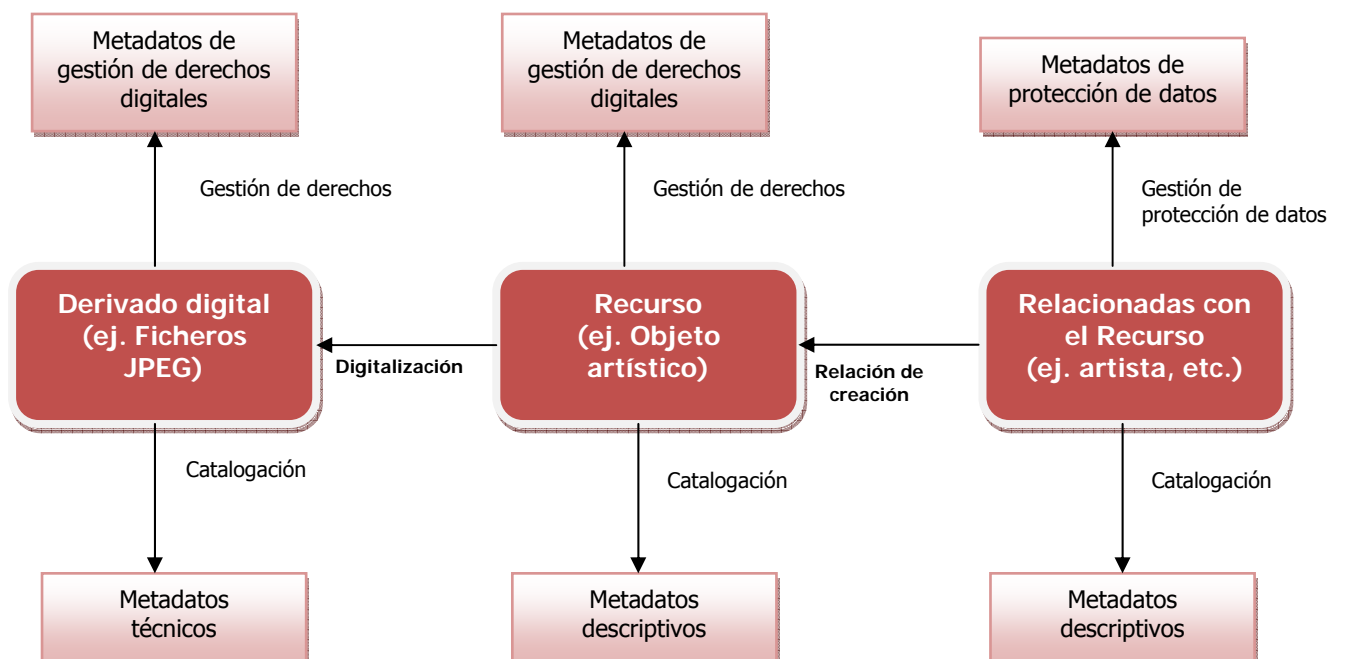 Metadatos de
gestión de derechos
digitales
Metadatos de
gestión de derechos
digitales
Metadatos de
protección de datos
Gestión de derechos
Gestión de derechos
Gestión de
protección de datos
Derivado digital
(ej. Ficheros
JPEG)
Digitalización
Recurso
(ej. Objeto
artístico)
Relación de
creación
Relacionadas con
el Recurso
(ej. artista, etc.)
Catalogación
Catalogación
Catalogación
Metadatos
técnicos
Metadatos
descriptivos
Metadatos
descriptivos